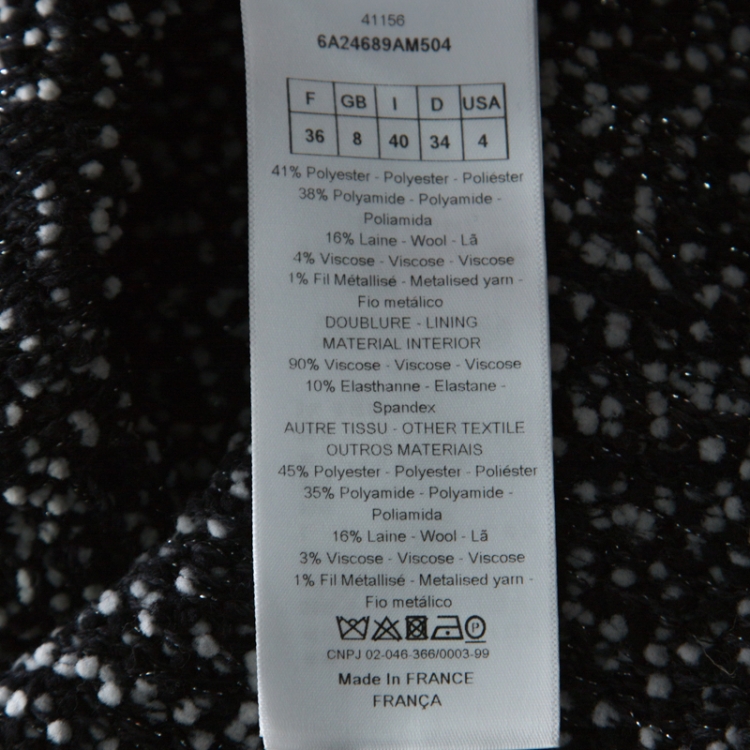 41156
6A24689AM504
F GB I D USA
36 8 40 34 4
41% Polyester - Polyester - Poliéster
38% Polyamide - Polyamide -
Poliamida
16% Laine - Wool - Lã
4% Viscose - Viscose - Viscose
1% Fil Métallisé - Metalised yarn -
Fio metálico
DOUBLURE - LINING
MATERIAL INTERIOR
90% Viscose - Viscose - Viscose
10% Elasthanne - Elastane -
Spandex
AUTRE TISSU - OTHER TEXTILE
OUTROS MATERIAIS
45% Polyester - Polyester - Poliéster
35% Polyamide - Polyamide -
Poliamida
16% Laine - Wool - Lã
3% Viscose - Viscose - Viscose
1% Fil Métallisé - Metalised yarn -
Fio metálico
P
CNPJ 02-046-366/0003-99
Made In FRANCE
FRANÇA